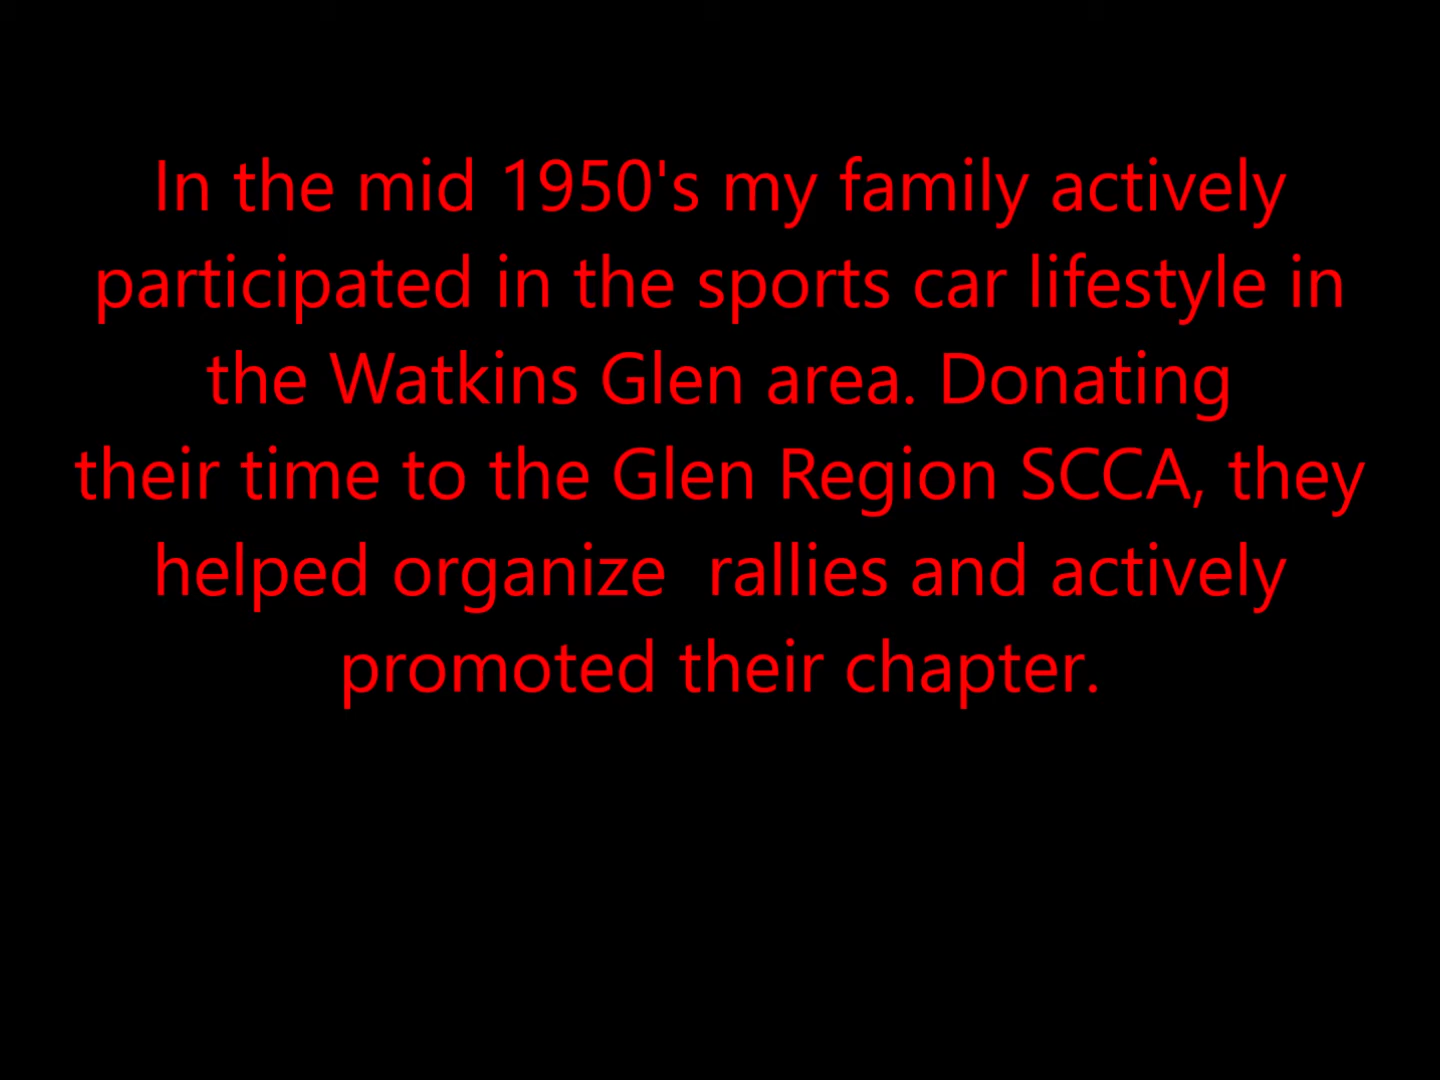 In the mid 1950's my family actively
participated in the sports car lifestyle in
the Watkins Glen area. Donating
their time to the Glen Region SCCA, they
helped organize  rallies and actively
promoted their chapter.